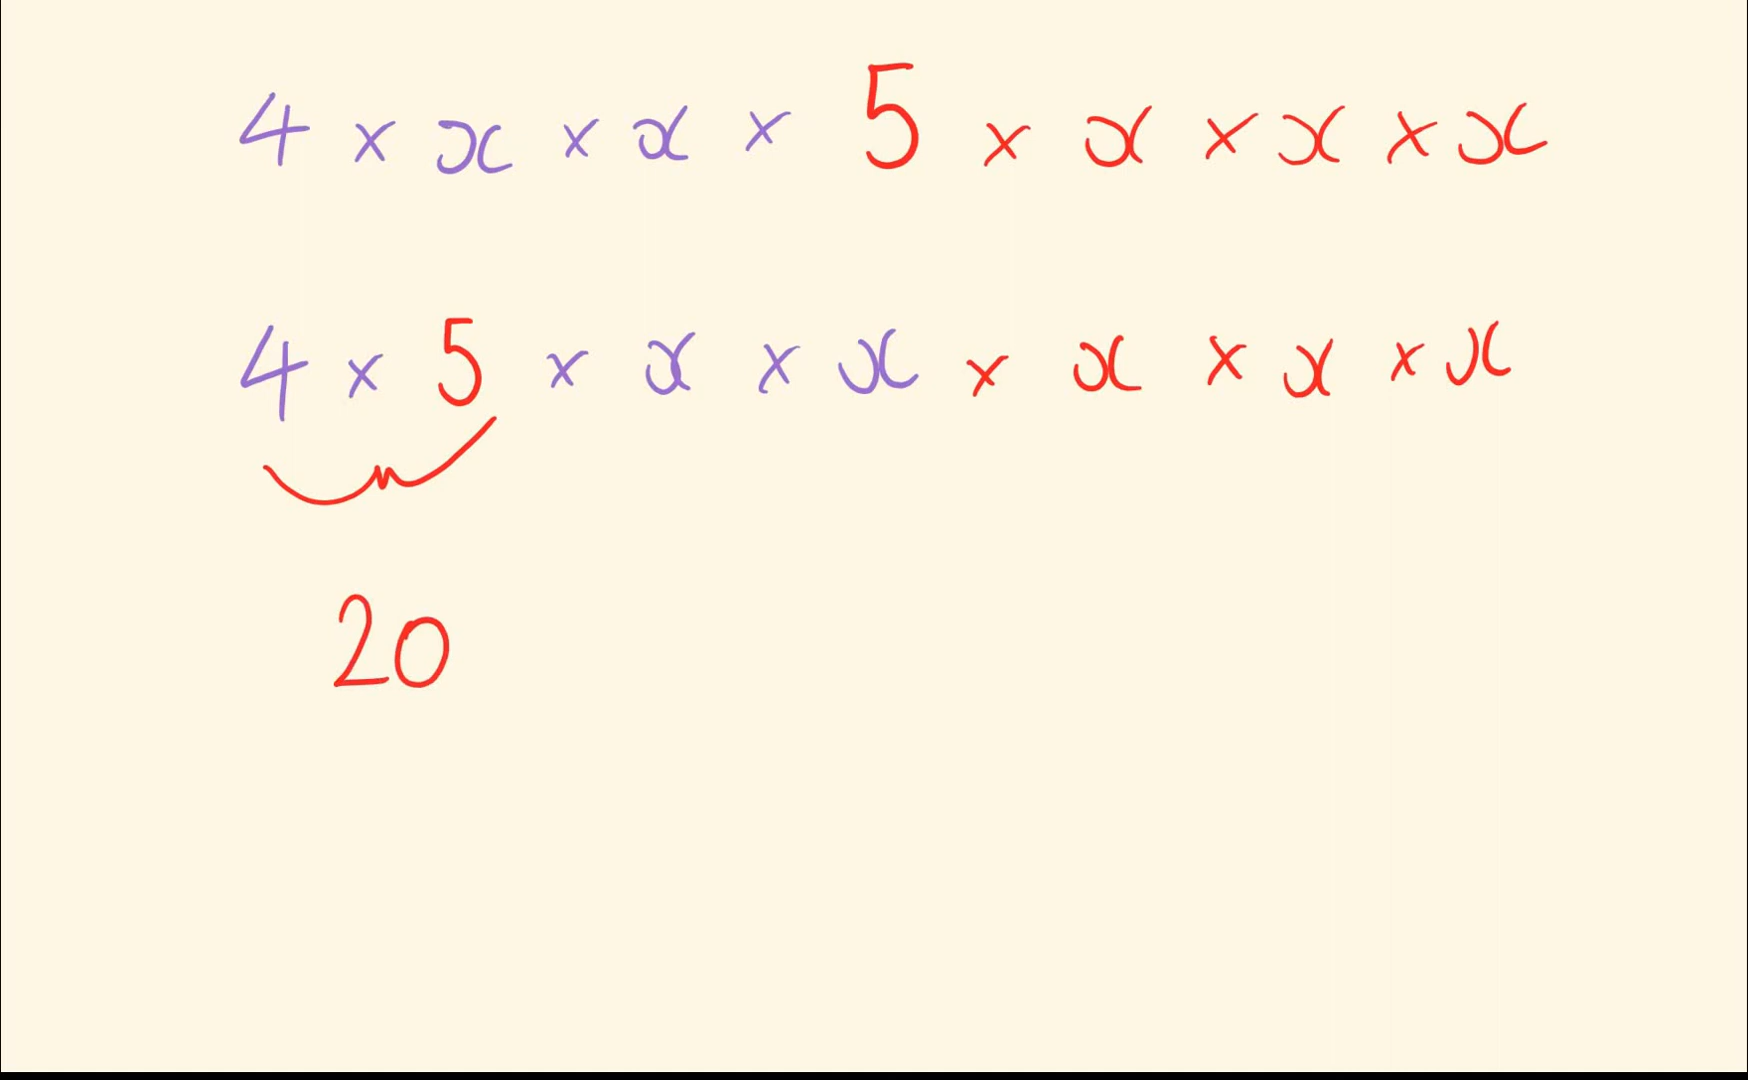 4 × x × x × 5 × x × x × x
4 × 5 × x × x × x × x × x
20